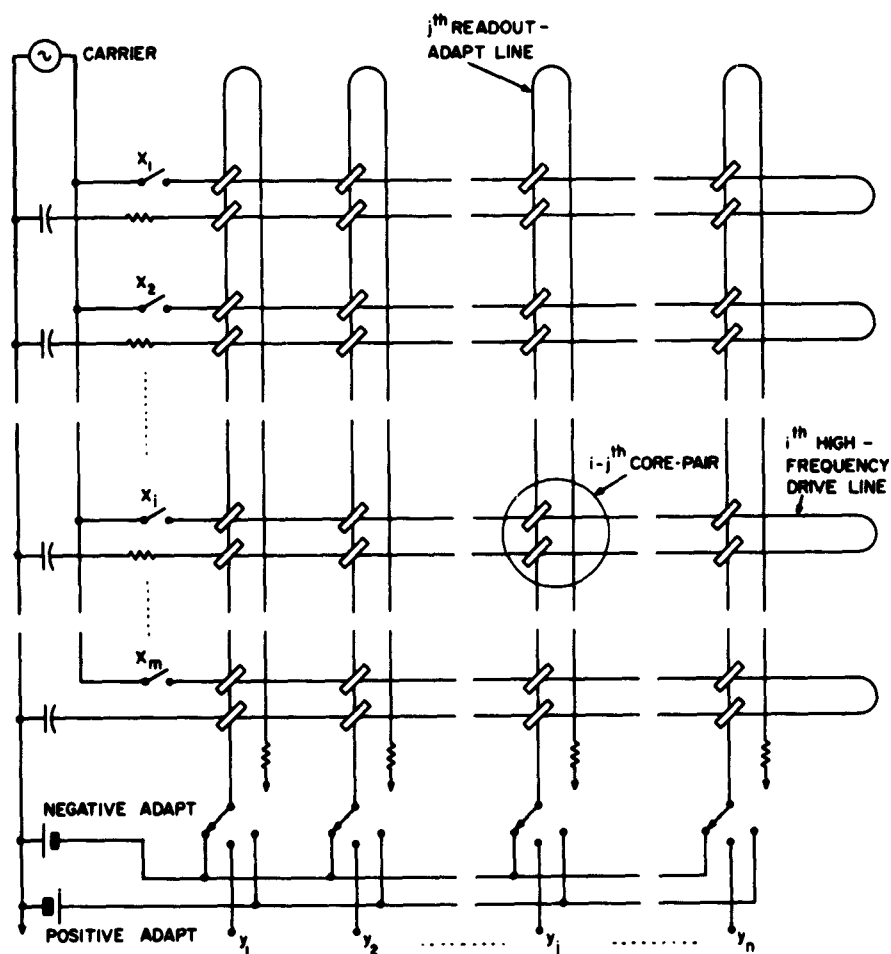 CARRIER
jth READOUT-
ADAPT LINE
X1
X2
i-jth CORE-PAIR
ith HIGH-
FREQUENCY
DRIVE LINE
Xi
Xm
NEGATIVE ADAPT
POSITIVE ADAPT
y1 y2 ........ yj ........ yn